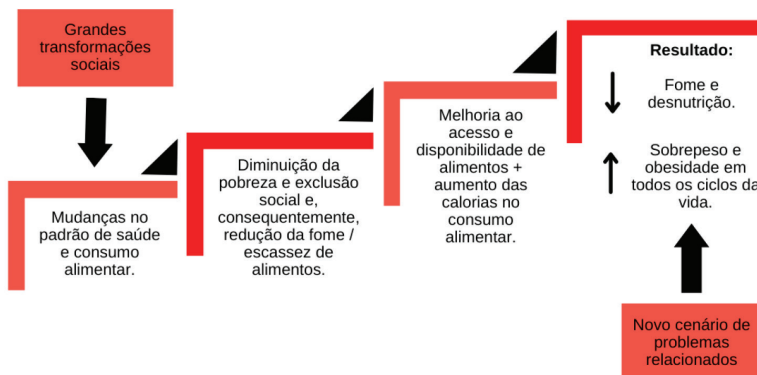 Grandes
transformações
sociais
Mudanças no
padrão de saúde
e consumo
alimentar.
Diminuição da
pobreza e exclusão
social e,
consequentemente,
redução da fome /
escassez de
alimentos.
Melhoria ao
acesso e
disponibilidade de
alimentos +
aumento das
calorias no
consumo
alimentar.
Resultado:
Fome e
desnutrição.
Sobrepeso e
obesidade em
todos os ciclos da
vida.
Novo cenário de
problemas
relacionados